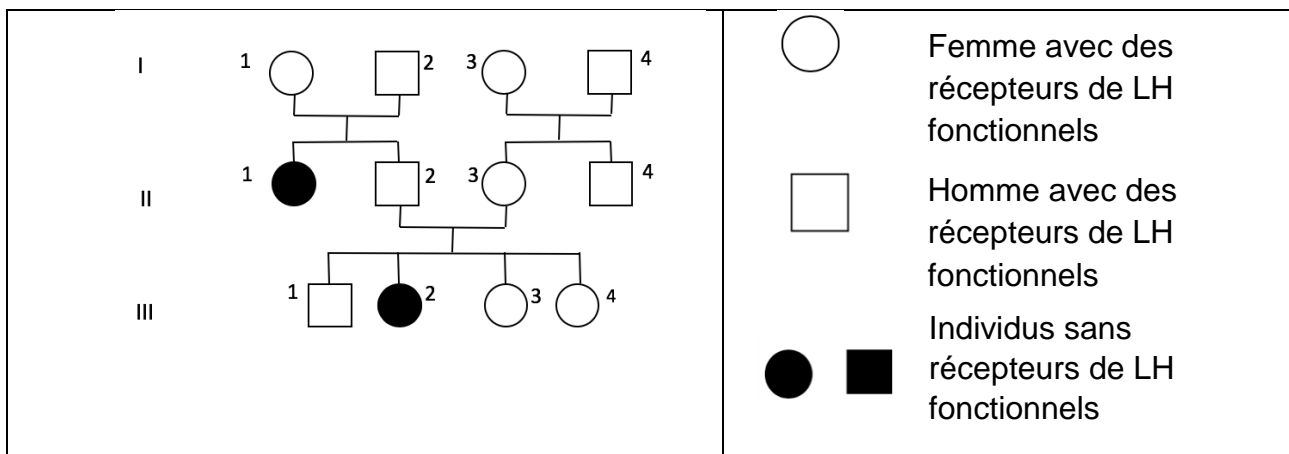 I 1 2 3 4
II 1 2 3 4
III 1 2 3 4
Femme avec des
récepteurs de LH
fonctionnels
Homme avec des
récepteurs de LH
fonctionnels
Individus sans
récepteurs de LH
fonctionnels